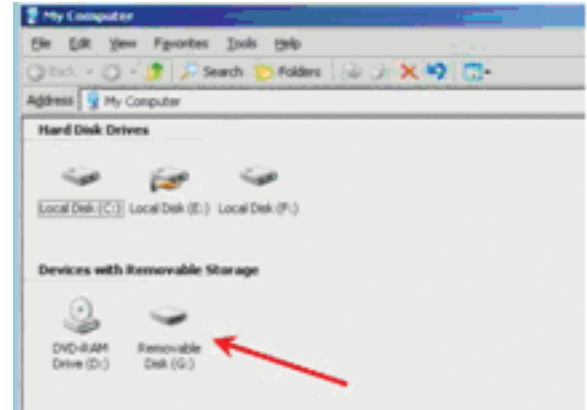 My Computer
File Edit View Favorites Tools Help
Back Search Folders
Address My Computer
Hard Disk Drives
Local Disk (C:) Local Disk (E:) Local Disk (F:)
Devices with Removable Storage
DVD-RAM Removable
Drive (D:) Disk (G:)